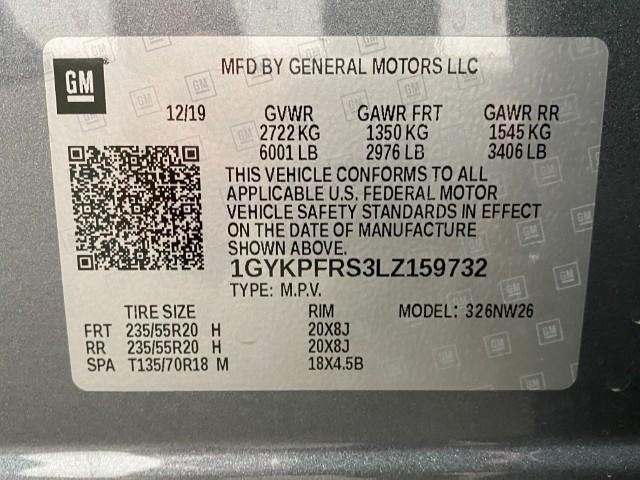 GM
MFD BY GENERAL MOTORS LLC
12/19 GVWR GAWR FRT GAWR RR
2722 KG 1350 KG 1545 KG
6001 LB 2976 LB 3406 LB
THIS VEHICLE CONFORMS TO ALL
APPLICABLE U.S. FEDERAL MOTOR
VEHICLE SAFETY STANDARDS IN EFFECT
ON THE DATE OF MANUFACTURE
SHOWN ABOVE.
1GYKPFRS3LZ159732
TYPE: M.P.V.
TIRE SIZE RIM MODEL: 326NW26
FRT 235/55R20 H 20X8J
RR 235/55R20 H 20X8J
SPA T135/70R18 M 18X4.5B